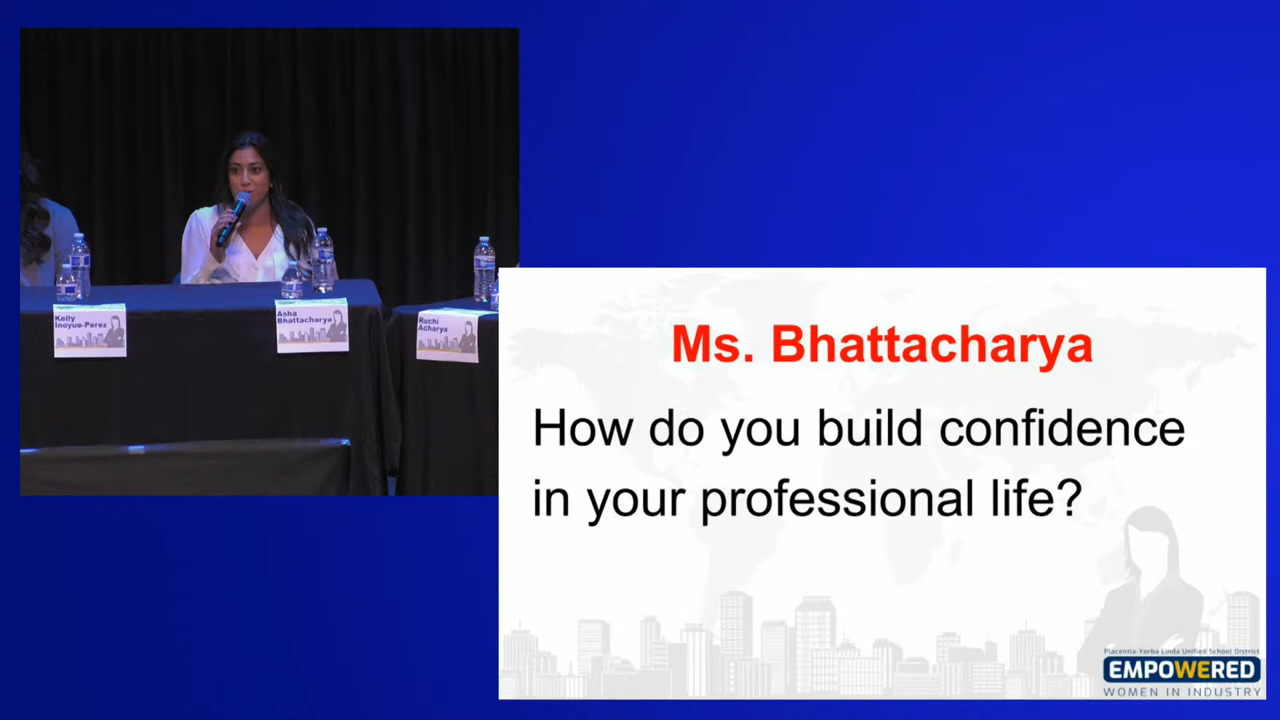 Kelly
Inoyue-Perez
Asha
Bhattacharya
Ruchi
Acharya
Ms. Bhattacharya
How do you build confidence
in your professional life?
Placentia-Yorba Linda Unified School District
EMPOWERED
WOMEN IN INDUSTRY